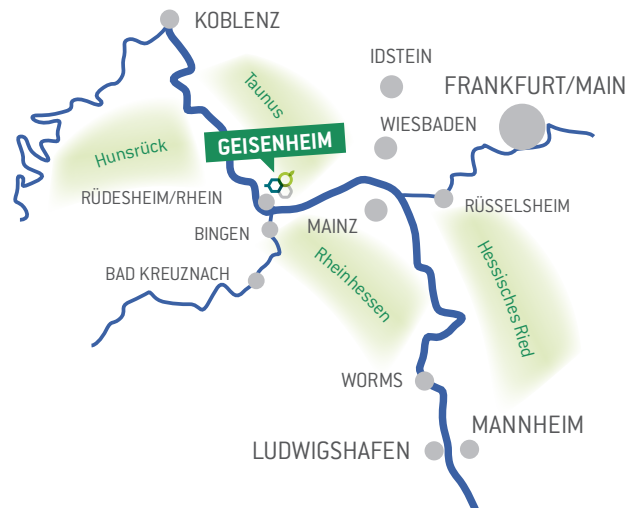 KOBLENZ
IDSTEIN
Taunus
FRANKFURT/MAIN
WIESBADEN
Hunsrück
GEISENHEIM
RÜDESHEIM/RHEIN
RÜSSELSHEIM
MAINZ
BINGEN
BAD KREUZNACH
Rheinhessen
Hessisches Ried
WORMS
MANNHEIM
LUDWIGSHAFEN